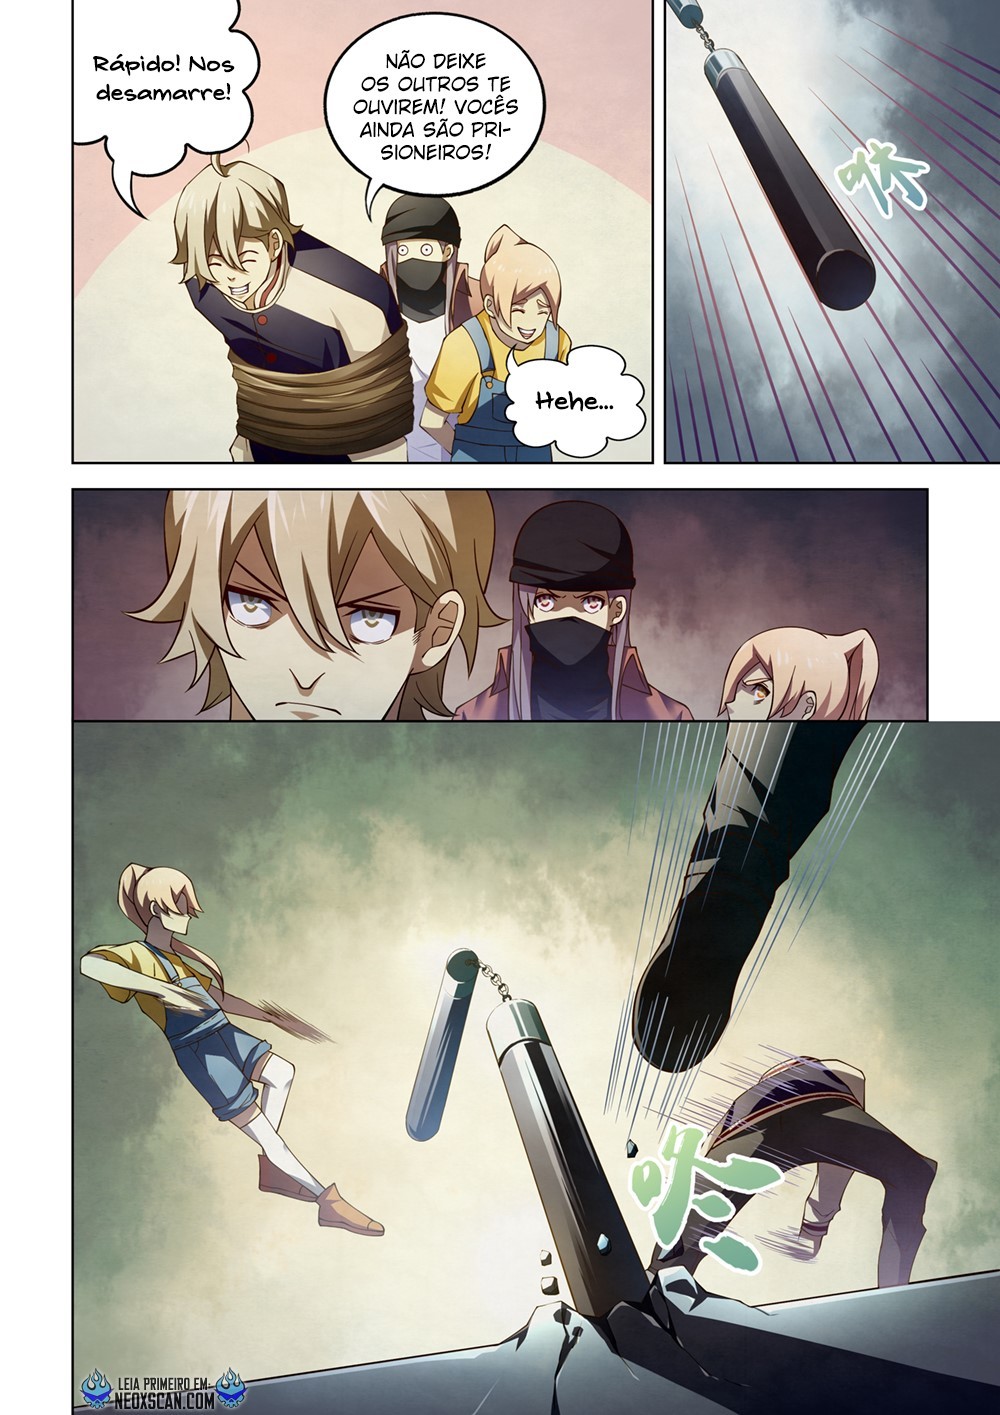 Rápido! Nos
desamarre!
NÃO DEIXE
OS OUTROS TE
OUVIREM! VOCÊS
AINDA SÃO PRI-
SIONEIROS!
Hehe...
咻
咚
LEIA PRIMEIRO EM:
NEOXSCAN.COM